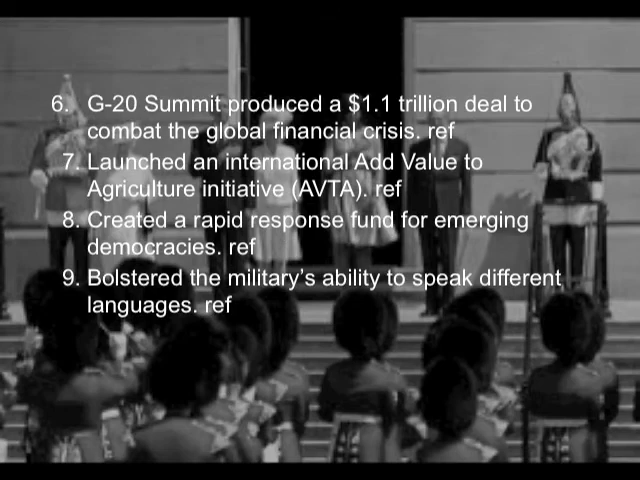 6. G-20 Summit produced a $1.1 trillion deal to
combat the global financial crisis. ref
7. Launched an international Add Value to
Agriculture initiative (AVTA). ref
8. Created a rapid response fund for emerging
democracies. ref
9. Bolstered the military’s ability to speak different
languages. ref